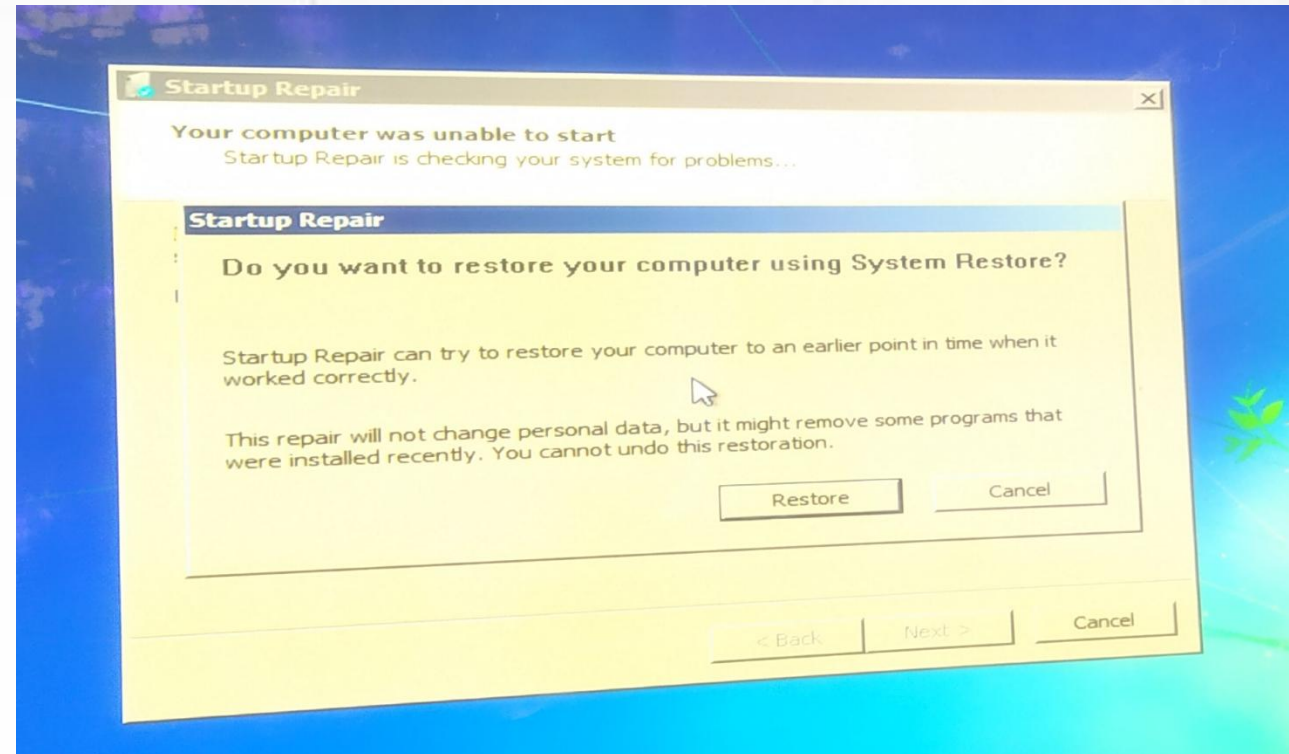 Startup Repair
Your computer was unable to start
Startup Repair is checking your system for problems...
Startup Repair
Do you want to restore your computer using System Restore?
Startup Repair can try to restore your computer to an earlier point in time when it
worked correctly.
This repair will not change personal data, but it might remove some programs that
were installed recently. You cannot undo this restoration.
Restore
Cancel
< Back
Next >
Cancel